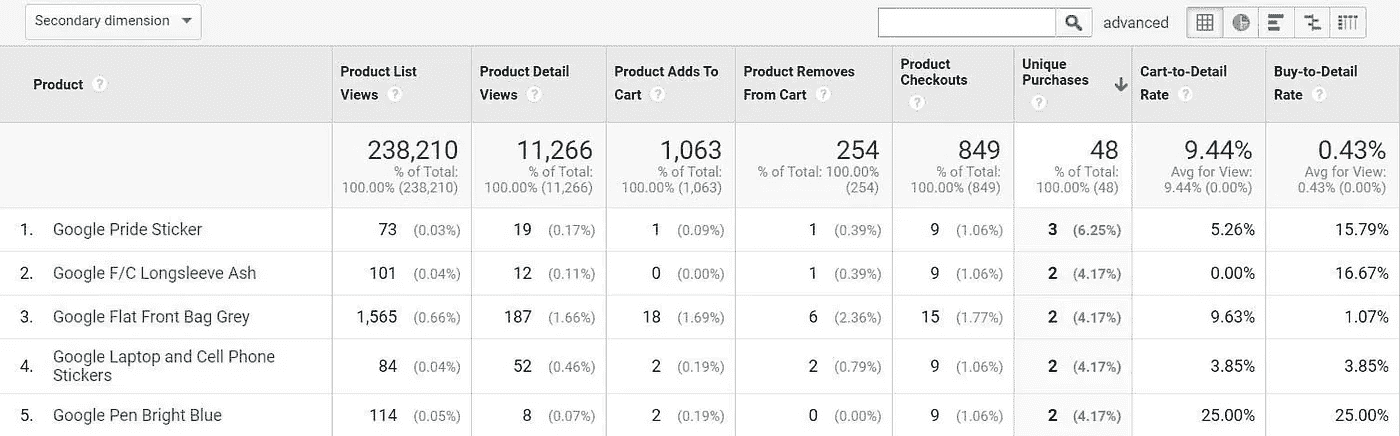 Secondary dimension
advanced
Product ?
Product List Views ?
Product Detail Views ?
Product Adds To Cart ?
Product Removes From Cart ?
Product Checkouts ?
Unique Purchases ?
Cart-to-Detail Rate ?
Buy-to-Detail Rate ?
238,210 11,266 1,063 254 849 48 9.44% 0.43%
% of Total: % of Total: % of Total: % of Total: 100.00% % of Total: % of Total: Avg for View: Avg for View:
100.00% (238,210) 100.00% (11,266) 100.00% (1,063) (254) 100.00% (849) 100.00% (48) 9.44% (0.00%) 0.43% (0.00%)
1. Google Pride Sticker 73 (0.03%) 19 (0.17%) 1 (0.09%) 1 (0.39%) 9 (1.06%) 3 (6.25%) 5.26% 15.79%
2. Google F/C Longsleeve Ash 101 (0.04%) 12 (0.11%) 0 (0.00%) 1 (0.39%) 9 (1.06%) 2 (4.17%) 0.00% 16.67%
3. Google Flat Front Bag Grey 1,565 (0.66%) 187 (1.66%) 18 (1.69%) 6 (2.36%) 15 (1.77%) 2 (4.17%) 9.63% 1.07%
4. Google Laptop and Cell Phone Stickers 84 (0.04%) 52 (0.46%) 2 (0.19%) 2 (0.79%) 9 (1.06%) 2 (4.17%) 3.85% 3.85%
5. Google Pen Bright Blue 114 (0.05%) 8 (0.07%) 2 (0.19%) 0 (0.00%) 9 (1.06%) 2 (4.17%) 25.00% 25.00%